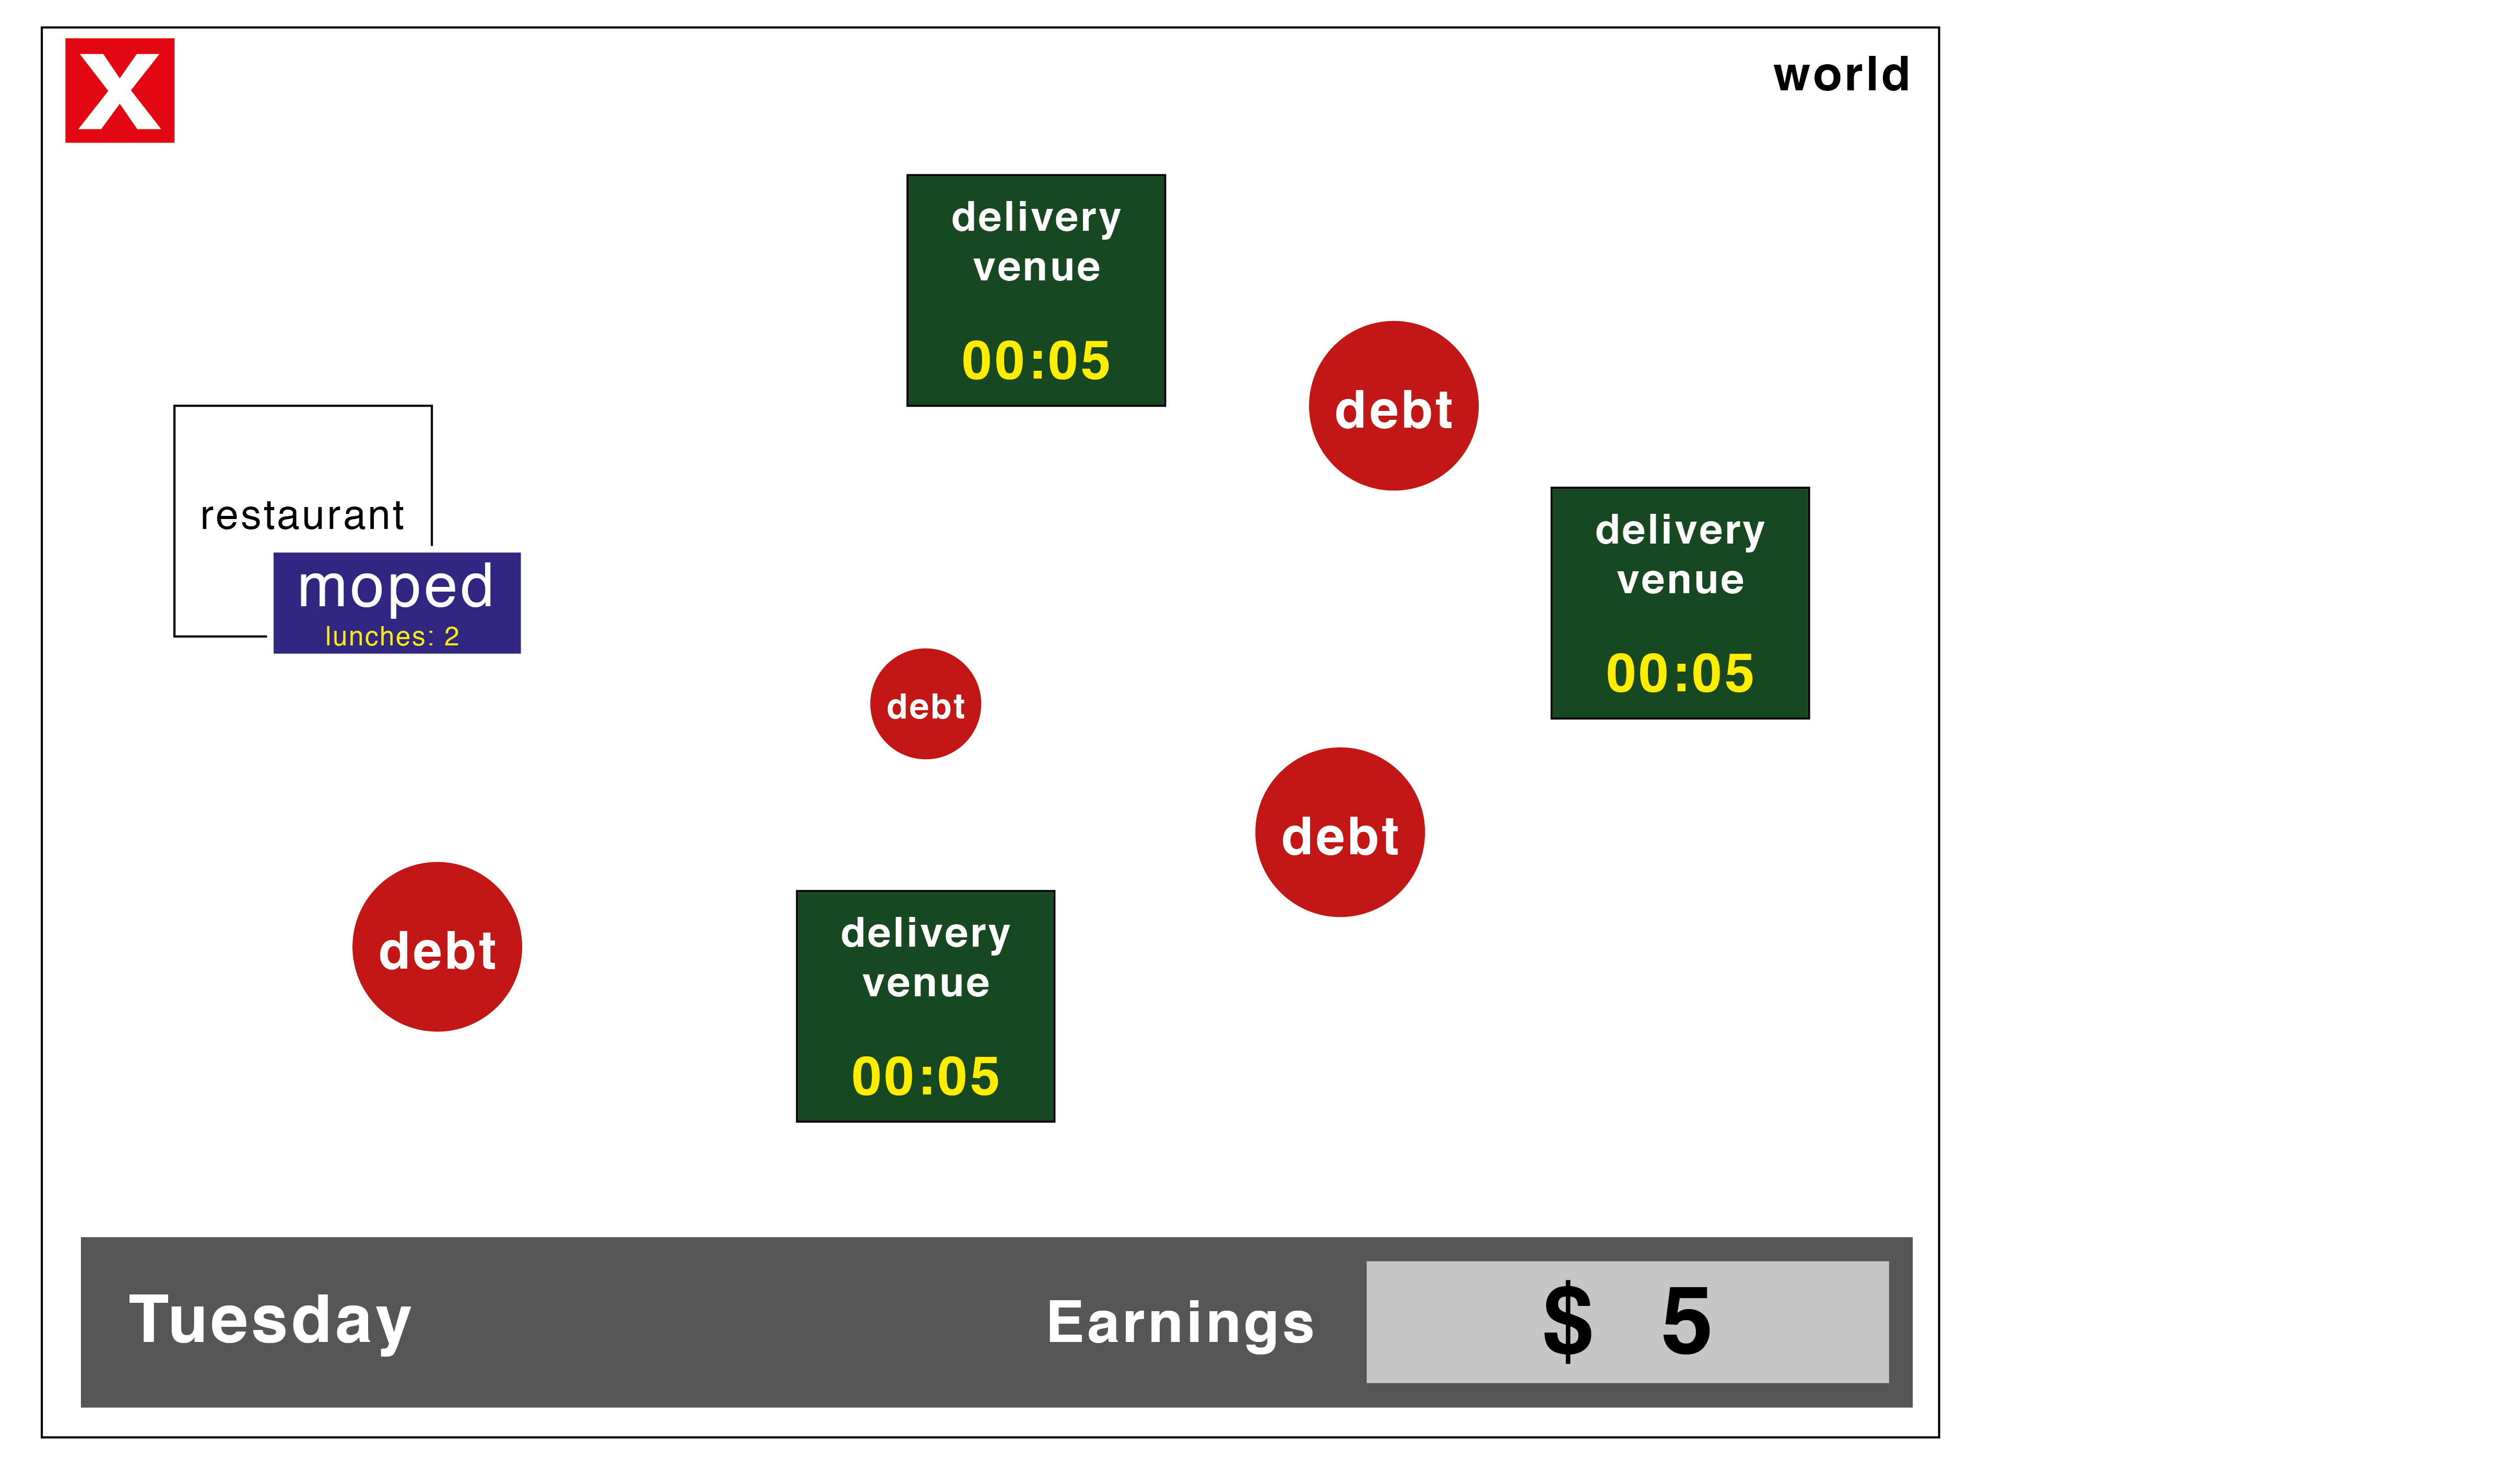 X
world
delivery
venue
00:05
debt
restaurant
moped
lunches: 2
delivery
venue
00:05
debt
debt
debt
delivery
venue
00:05
Tuesday
Earnings
$ 5